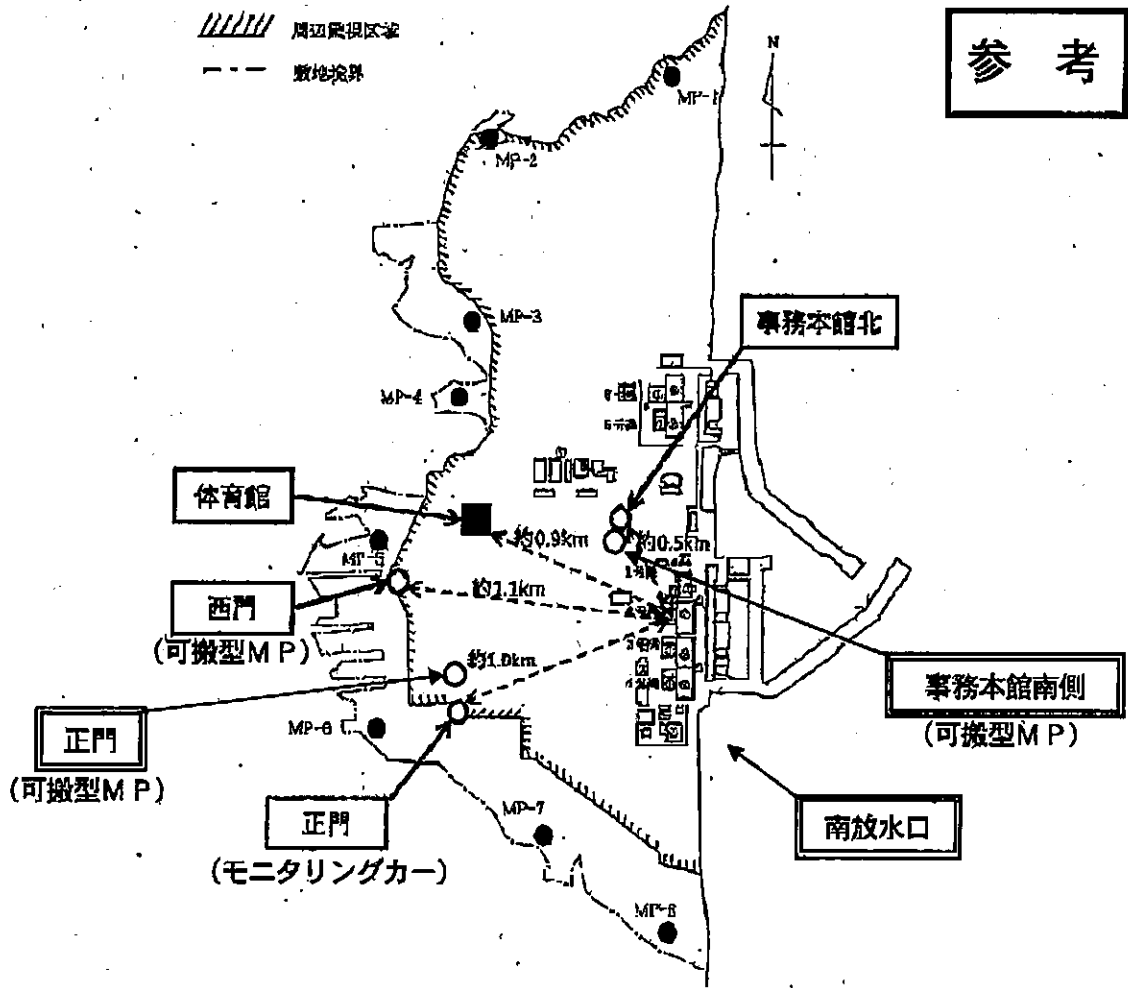 周辺監視区域
敷地境界
参考
N
MP-1
MP-2
MP-3
事務本館北
MP-4
体育館
約0.9km
約0.5km
MP-5
西門
(可搬型MP)
約1.1km
事務本館南側
(可搬型MP)
約1.0km
正門
(可搬型MP)
MP-6
正門
(モニタリングカー)
MP-7
南放水口
MP-8